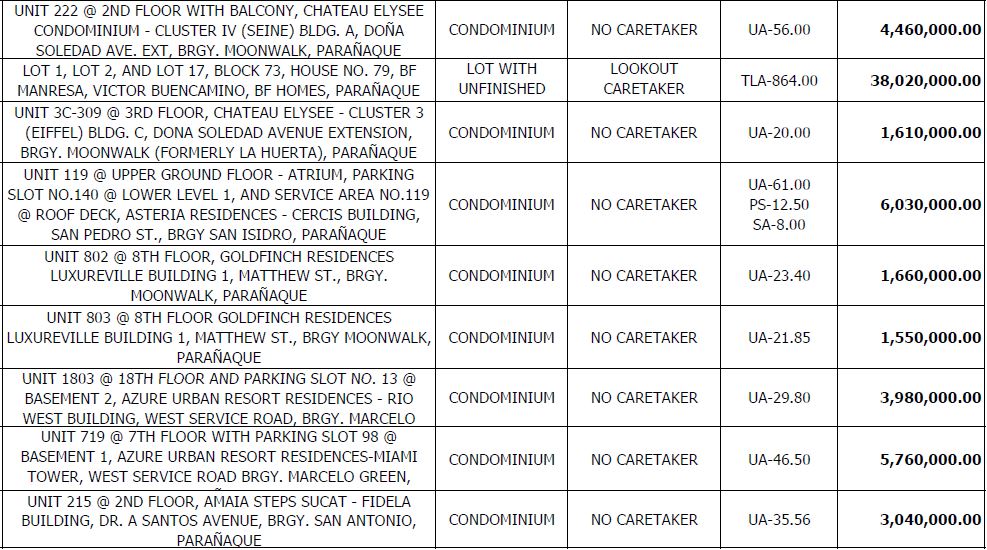 UNIT 222 @ 2ND FLOOR WITH BALCONY, CHATEAU ELYSEE
CONDOMINIUM - CLUSTER IV (SEINE) BLDG. A, DOÑA
SOLEDAD AVE. EXT, BRGY. MOONWALK, PARAÑAQUE
CONDOMINIUM
NO CARETAKER
UA-56.00
4,460,000.00
LOT 1, LOT 2, AND LOT 17, BLOCK 73, HOUSE NO. 79, BF
MANRESA, VICTOR BUENCAMINO, BF HOMES, PARAÑAQUE
LOT WITH
UNFINISHED
LOOKOUT
CARETAKER
TLA-864.00
38,020,000.00
UNIT 3C-309 @ 3RD FLOOR, CHATEAU ELYSEE - CLUSTER 3
(EIFFEL) BLDG. C, DONA SOLEDAD AVENUE EXTENSION,
BRGY. MOONWALK (FORMERLY LA HUERTA), PARAÑAQUE
CONDOMINIUM
NO CARETAKER
UA-20.00
1,610,000.00
UNIT 119 @ UPPER GROUND FLOOR - ATRIUM, PARKING
SLOT NO.140 @ LOWER LEVEL 1, AND SERVICE AREA NO.119
@ ROOF DECK, ASTERIA RESIDENCES - CERCIS BUILDING,
SAN PEDRO ST., BRGY SAN ISIDRO, PARAÑAQUE
CONDOMINIUM
NO CARETAKER
UA-61.00
PS-12.50
SA-8.00
6,030,000.00
UNIT 802 @ 8TH FLOOR, GOLDFINCH RESIDENCES
LUXUREVILLE BUILDING 1, MATTHEW ST., BRGY.
MOONWALK, PARAÑAQUE
CONDOMINIUM
NO CARETAKER
UA-23.40
1,660,000.00
UNIT 803 @ 8TH FLOOR GOLDFINCH RESIDENCES
LUXUREVILLE BUILDING 1, MATTHEW ST., BRGY MOONWALK,
PARAÑAQUE
CONDOMINIUM
NO CARETAKER
UA-21.85
1,550,000.00
UNIT 1803 @ 18TH FLOOR AND PARKING SLOT NO. 13 @
BASEMENT 2, AZURE URBAN RESORT RESIDENCES - RIO
WEST BUILDING, WEST SERVICE ROAD, BRGY. MARCELO
CONDOMINIUM
NO CARETAKER
UA-29.80
3,980,000.00
UNIT 719 @ 7TH FLOOR WITH PARKING SLOT 98 @
BASEMENT 1, AZURE URBAN RESORT RESIDENCES-MIAMI
TOWER, WEST SERVICE ROAD BRGY. MARCELO GREEN,
CONDOMINIUM
NO CARETAKER
UA-46.50
5,760,000.00
UNIT 215 @ 2ND FLOOR, AMAIA STEPS SUCAT - FIDELA
BUILDING, DR. A SANTOS AVENUE, BRGY. SAN ANTONIO,
PARAÑAQUE
CONDOMINIUM
NO CARETAKER
UA-35.56
3,040,000.00